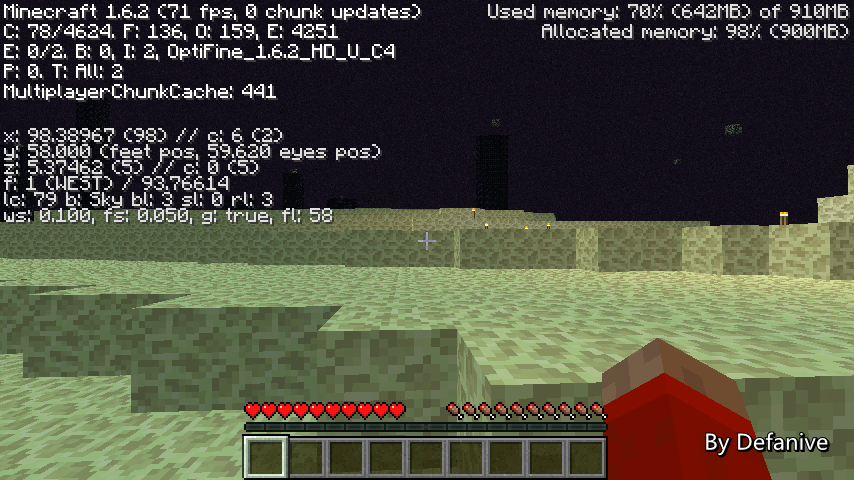 Minecraft 1.6.2 (71 fps, 0 chunk updates)
Used memory: 70% (642MB) of 910MB
C: 78/4624. F: 136, O: 159, E: 4251
Allocated memory: 98% (900MB)
E: 0/2. B: 0, I: 2, OptiFine_1.6.2_HD_U_C4
P: 0. T: All: 2
MultiplayerChunkCache: 441
x: 98.38967 (98) // c: 6 (2)
y: 58.000 (feet pos, 59.620 eyes pos)
z: 5.37462 (5) // c: 0 (5)
f: 1 (WEST) / 93.76614
lc: 79 b: Sky bl: 3 sl: 0 rl: 3
ws: 0.100, fs: 0.050, g: true, fl: 58
By Defanive